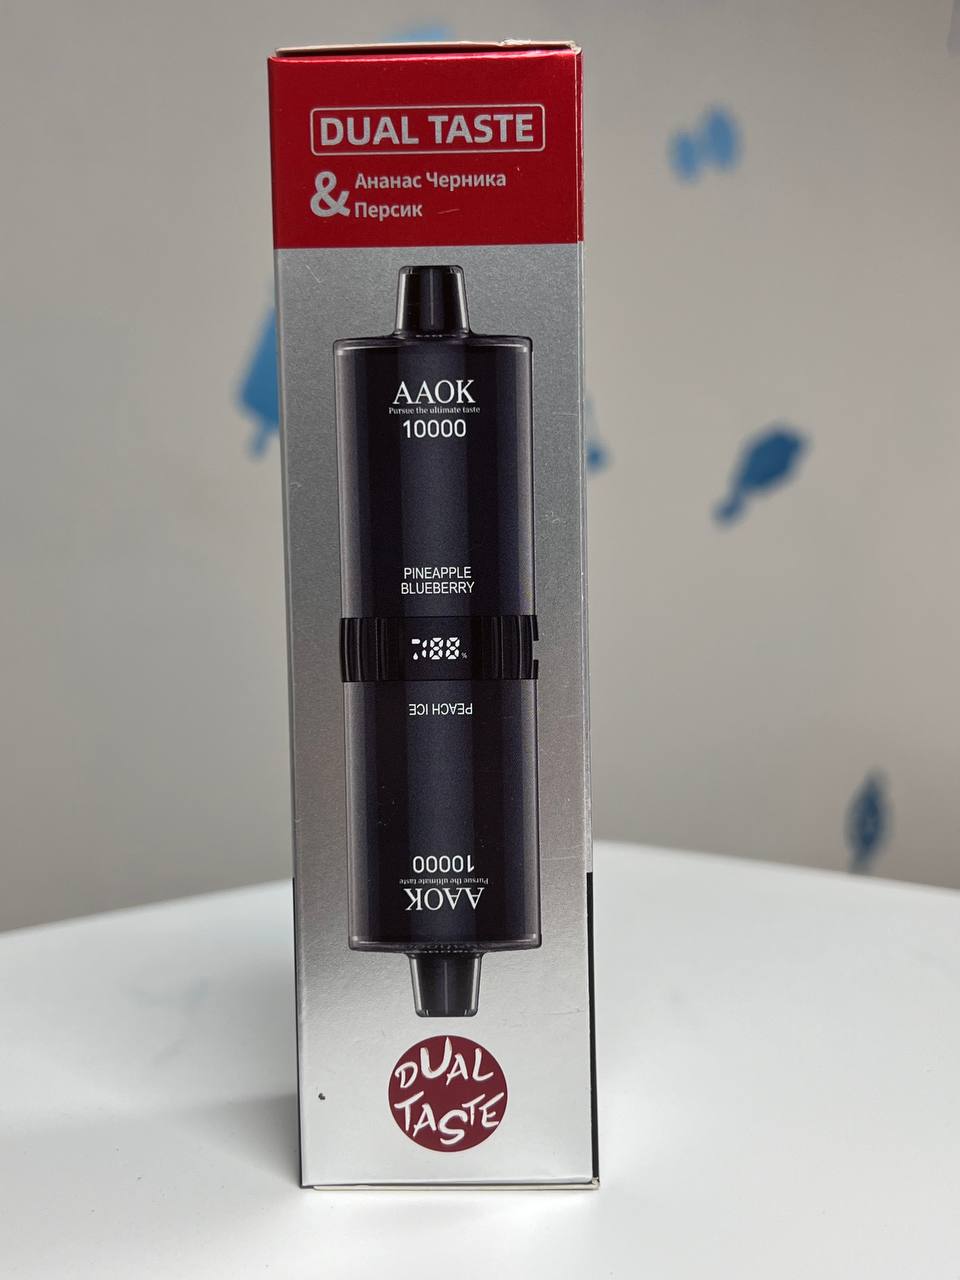 DUAL TASTE
& Ананас Черника
Персик
AAOK
Pursue the ultimate taste
10000
PINEAPPLE
BLUEBERRY
188%
PEACH ICE
10000
Pursue the ultimate taste
AAOK
DUAL
TASTE